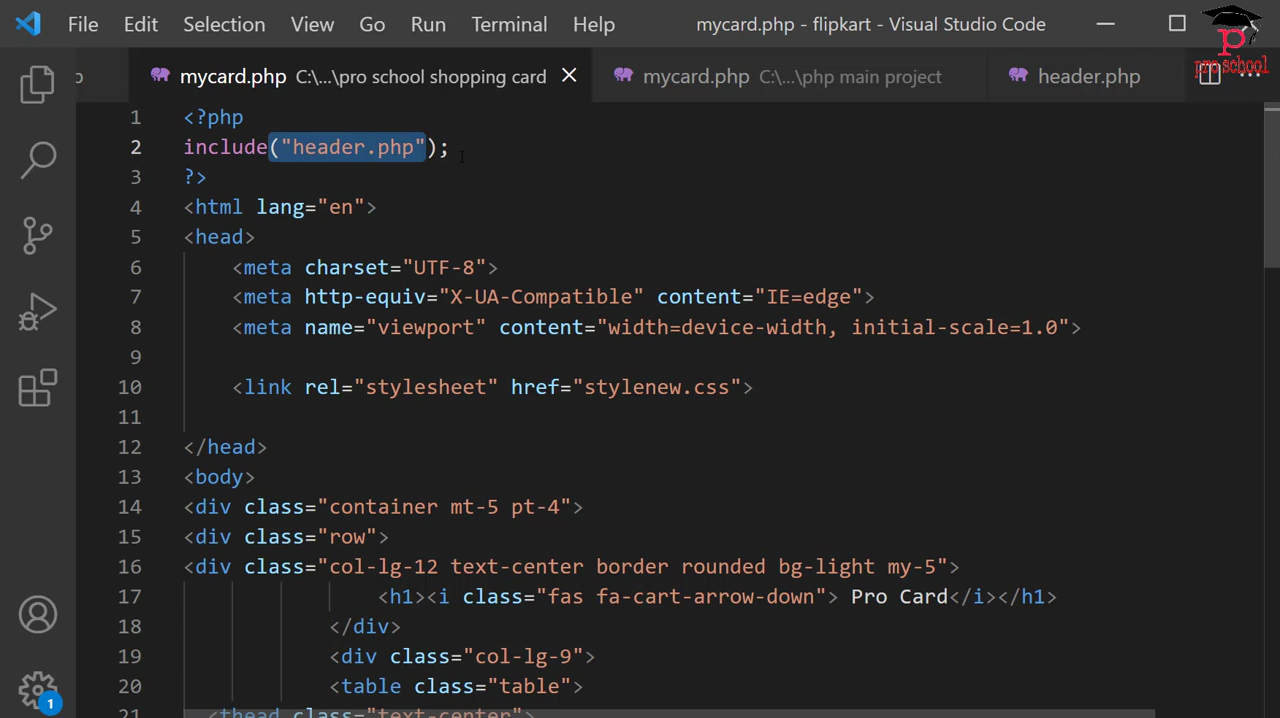 File Edit Selection View Go Run Terminal Help mycard.php - flipkart - Visual Studio Code
p
pro school
mycard.php C:\...\pro school shopping card mycard.php C:\...\php main project header.php
1 <?php
2 include("header.php");
3 ?>
4 <html lang="en">
5 <head>
6 <meta charset="UTF-8">
7 <meta http-equiv="X-UA-Compatible" content="IE=edge">
8 <meta name="viewport" content="width=device-width, initial-scale=1.0">
9
10 <link rel="stylesheet" href="stylenew.css">
11
12 </head>
13 <body>
14 <div class="container mt-5 pt-4">
15 <div class="row">
16 <div class="col-lg-12 text-center border rounded bg-light my-5">
17 <h1><i class="fas fa-cart-arrow-down"> Pro Card</i></h1>
18 </div>
19 <div class="col-lg-9">
20 <table class="table">
21 <thead class="text-center">
1